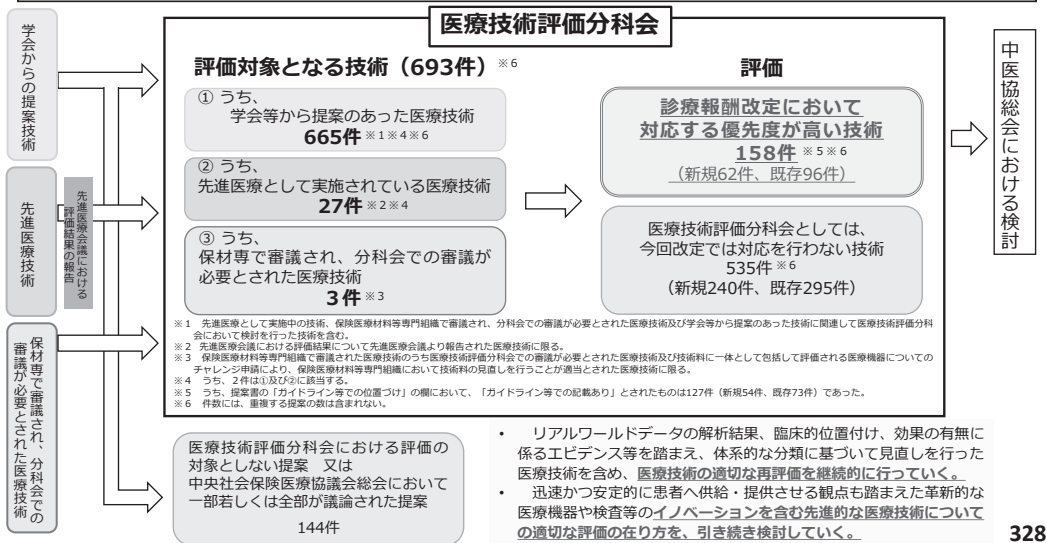 医療技術評価分科会
学会からの提案技術
先進医療技術
先進医療会議における
評価結果の報告
保材専で審議され、分科会での
審議が必要とされた医療技術
評価対象となる技術（693件）※６
① うち、
学会等から提案のあった医療技術
665件 ※１※４※６
② うち、
先進医療として実施されている医療技術
27件 ※２※４
③ うち、
保材専で審議され、分科会での審議が
必要とされた医療技術
３件 ※３
評価
診療報酬改定において
対応する優先度が高い技術
158件 ※５※６
（新規62件、既存96件）
医療技術評価分科会としては、
今回改定では対応を行わない技術
535件 ※６
（新規240件、既存295件）
中医協総会における検討
※１　先進医療として実施中の技術、保険医療材料等専門組織で審議され、分科会での審議が必要とされた医療技術及び学会等から提案のあった技術に関連して医療技術評価分科
会において検討を行った技術を含む。
※２ 先進医療会議における評価結果について先進医療会議より報告された医療技術に限る。
※３　保険医療材料等専門組織で審議された医療技術のうち医療技術評価分科会での審議が必要とされた医療技術及び技術料に一体として包括して評価される医療機器についての
チャレンジ申請により、保険医療材料等専門組織において技術料の見直しを行うことが適当とされた医療技術に限る。
※４　うち、２件は①及び②に該当する。
※５　うち、提案書の「ガイドライン等での位置づけ」の欄において、「ガイドライン等での記載あり」とされたものは127件（新規54件、既存73件）であった。
※６　件数には、重複する提案の数は含まれない。
医療技術評価分科会における評価の
対象としない提案　又は
中央社会保険医療協議会総会において
一部若しくは全部が議論された提案
144件
•　リアルワールドデータの解析結果、臨床的位置付け、効果の有無に
係るエビデンス等を踏まえ、体系的な分類に基づいて見直しを行った
医療技術を含め、医療技術の適切な再評価を継続的に行っていく。
•　迅速かつ安定的に患者へ供給・提供させる観点も踏まえた革新的な
医療機器や検査等のイノベーションを含む先進的な医療技術について
の適切な評価の在り方を、引き続き検討していく。
328